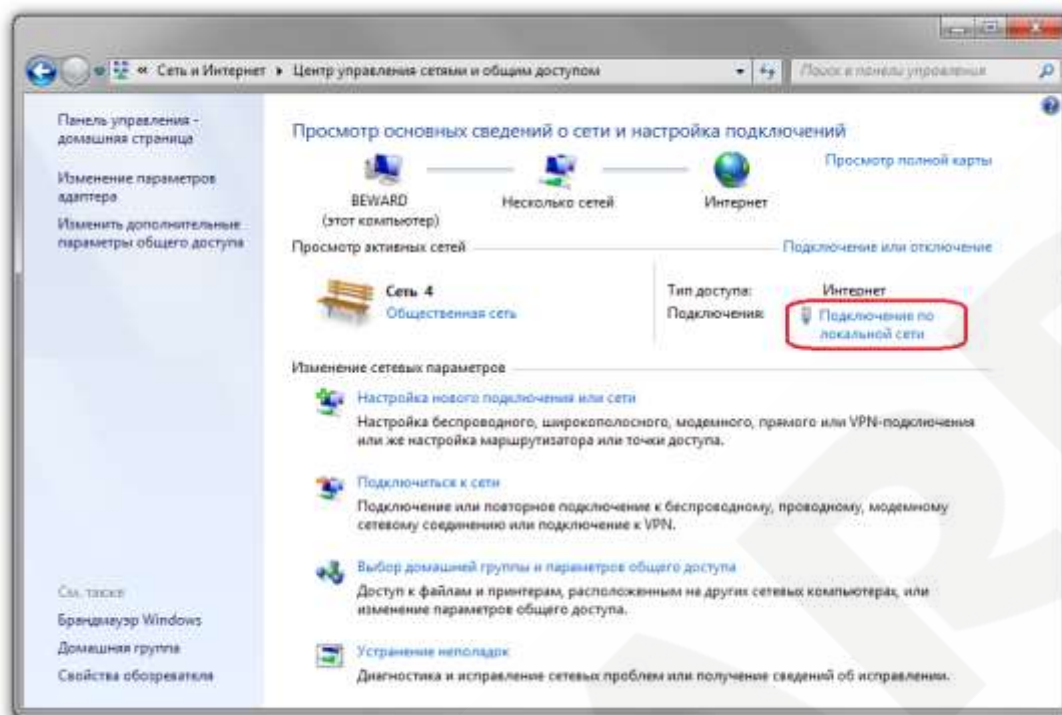 « Сеть и Интернет ▸ Центр управления сетями и общим доступом
Поиск в панели управления
Панель управления -
домашняя страница
Изменение параметров
адаптера
Изменить дополнительные
параметры общего доступа
См. также
Брандмауэр Windows
Домашняя группа
Свойства обозревателя
Просмотр основных сведений о сети и настройка подключений
Просмотр полной карты
BEWARD
(этот компьютер)
Несколько сетей
Интернет
Просмотр активных сетей
Подключение или отключение
Сеть 4
Общественная сеть
Тип доступа: Интернет
Подключения: Подключение по
локальной сети
Изменение сетевых параметров
Настройка нового подключения или сети
Настройка беспроводного, широкополосного, модемного, прямого или VPN-подключения
или же настройка маршрутизатора или точки доступа.
Подключиться к сети
Подключение или повторное подключение к беспроводному, проводному, модемному
сетевому соединению или подключение к VPN.
Выбор домашней группы и параметров общего доступа
Доступ к файлам и принтерам, расположенным на других сетевых компьютерах, или
изменение параметров общего доступа.
Устранение неполадок
Диагностика и исправление сетевых проблем или получение сведений об исправлении.